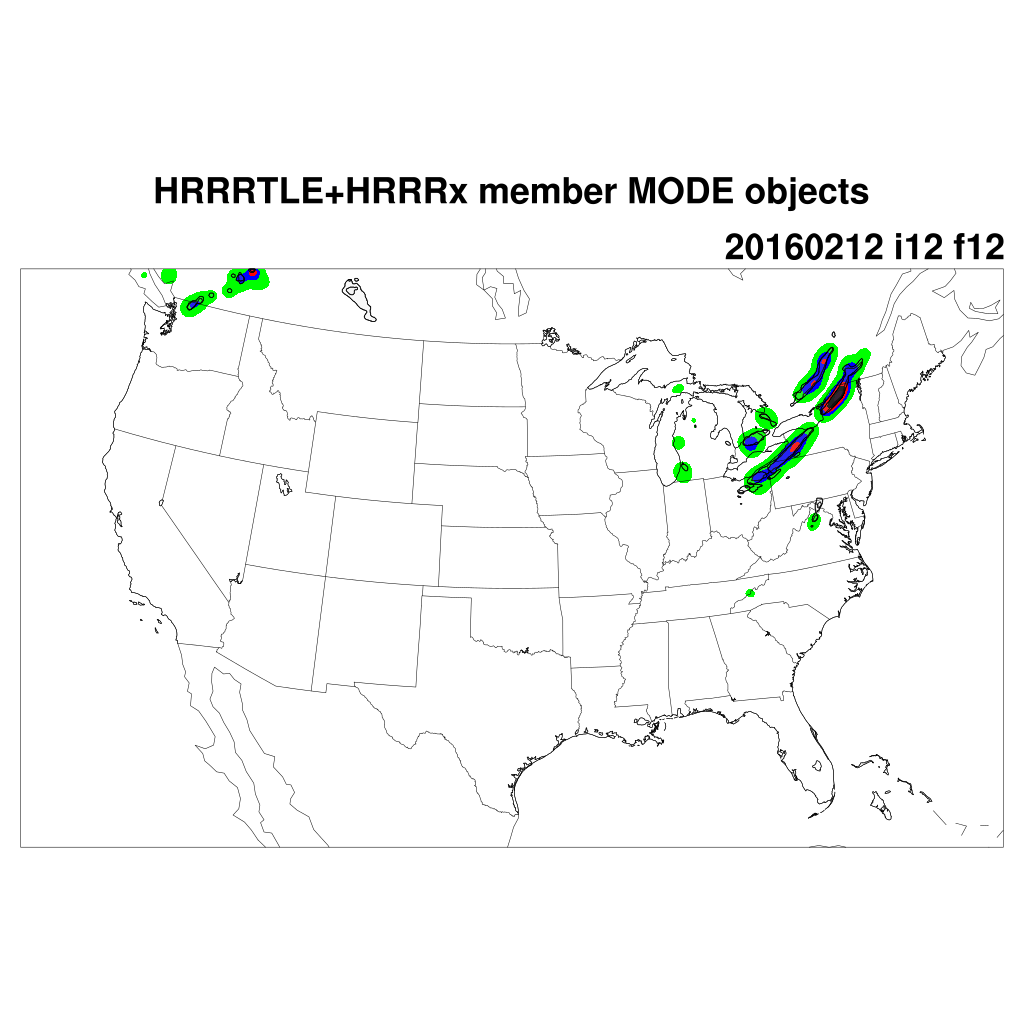 HRRRTLE+HRRRx member MODE objects
20160212 i12 f12